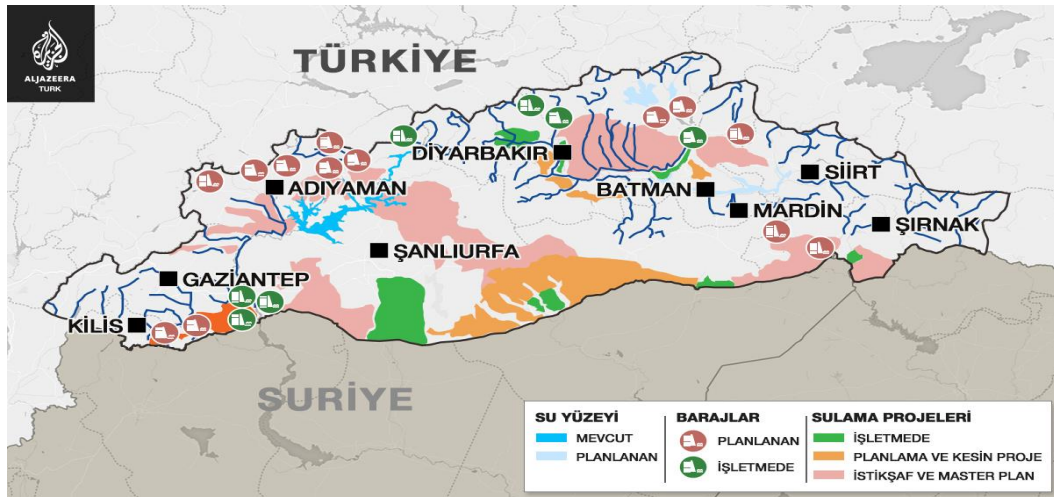 ALJAZEERA
TURK
TÜRKİYE
DİYARBAKIR
SİİRT
ADIYAMAN
BATMAN
MARDİN
ŞIRNAK
ŞANLIURFA
GAZİANTEP
KİLİS
SURİYE
SU YÜZEYİ
MEVCUT
PLANLANAN
BARAJLAR
PLANLANAN
İŞLETMEDE
SULAMA PROJELERİ
İŞLETMEDE
PLANLAMA VE KESİN PROJE
İSTİKŞAF VE MASTER PLAN